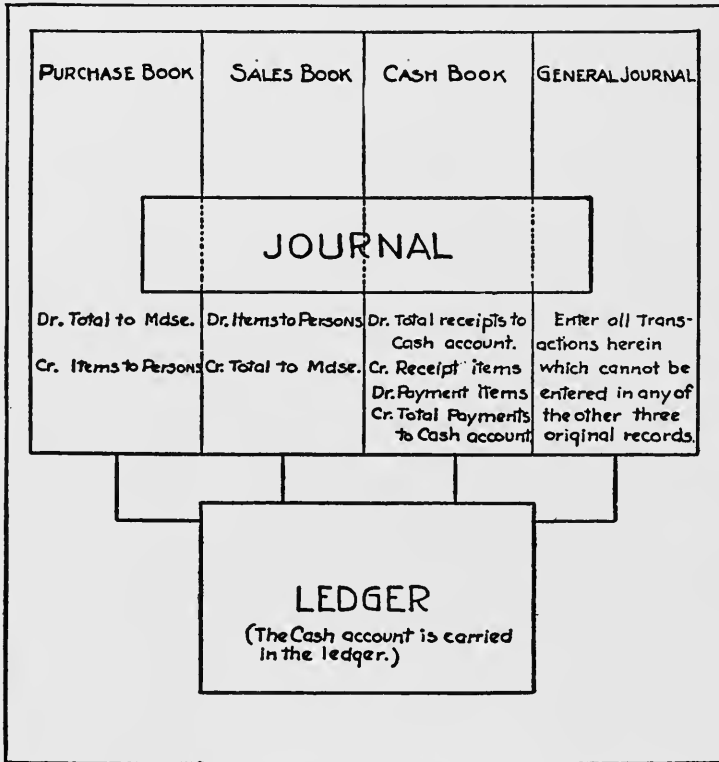 PURCHASE BOOK
SALES BOOK
CASH BOOK
GENERAL JOURNAL
JOURNAL
Dr. Total to Mdse.
Cr. Items to Persons
Dr. Items to Persons
Cr. Total to Mdse.
Dr. Total receipts to
Cash account.
Cr. Receipt items
Dr. Payment items
Cr. Total Payments
to Cash account
Enter all trans-
actions herein
which cannot be
entered in any of
the other three
original records.
LEDGER
(The Cash account is carried
in the ledger.)